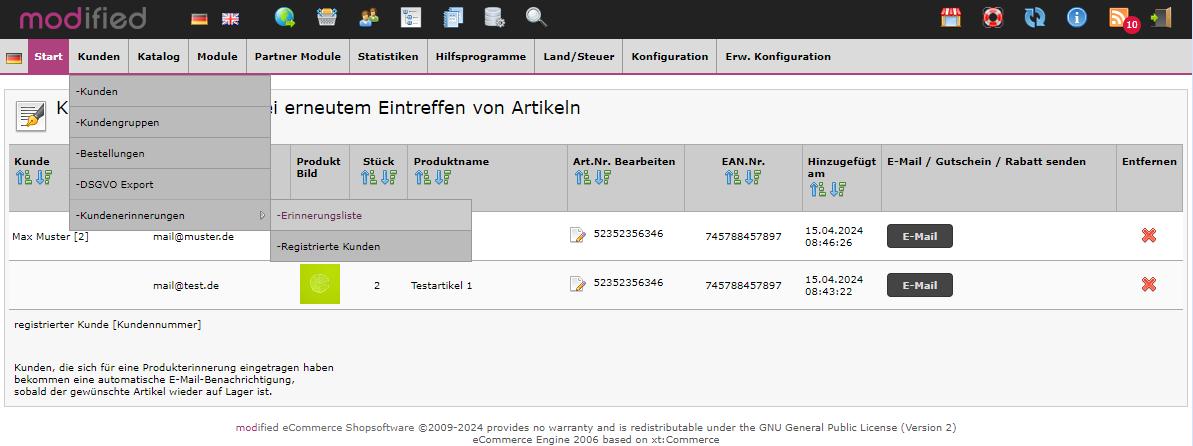 modified
10
Start Kunden Katalog Module Partner Module Statistiken Hilfsprogramme Land/Steuer Konfiguration Erw. Konfiguration
-Kunden
-Kundengruppen
-Bestellungen
-DSGVO Export
-Kundenerinnerungen
-Erinnerungsliste
-Registrierte Kunden
K ei erneutem Eintreffen von Artikeln
Kunde Produkt Bild Stück Produktname Art.Nr. Bearbeiten EAN.Nr. Hinzugefügt am E-Mail / Gutschein / Rabatt senden Entfernen
Max Muster [2] mail@muster.de 52352356346 745788457897 15.04.2024 08:46:26 E-Mail
mail@test.de 2 Testartikel 1 52352356346 745788457897 15.04.2024 08:43:22 E-Mail
registrierter Kunde [Kundennummer]
Kunden, die sich für eine Produkterinnerung eingetragen haben
bekommen eine automatische E-Mail-Benachrichtigung,
sobald der gewünschte Artikel wieder auf Lager ist.
modified eCommerce Shopsoftware ©2009-2024 provides no warranty and is redistributable under the GNU General Public License (Version 2)
eCommerce Engine 2006 based on xt:Commerce